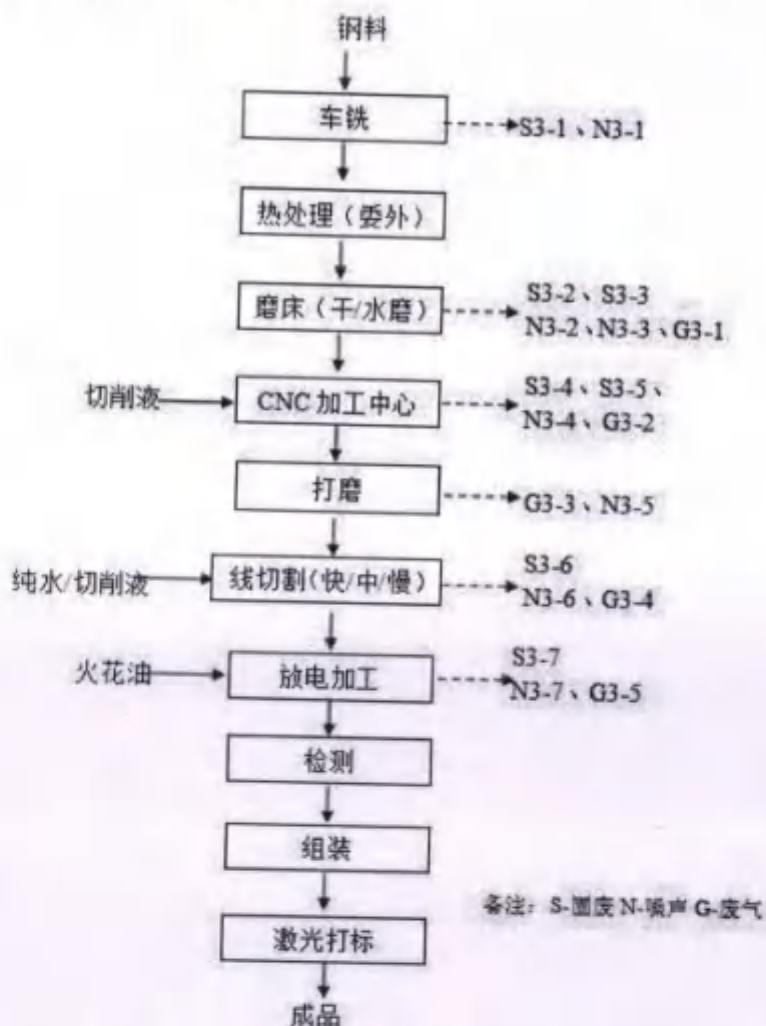 钢料
车铣
S3-1、N3-1
热处理（委外）
磨床（干/水磨）
S3-2、S3-3
N3-2、N3-3、G3-1
切削液
CNC 加工中心
S3-4、S3-5、
N3-4、G3-2
打磨
G3-3、N3-5
纯水/切削液
线切割(快/中/慢)
S3-6
N3-6、G3-4
火花油
放电加工
S3-7
N3-7、G3-5
检测
组装
备注：S-固废 N-噪声 G-废气
激光打标
成品